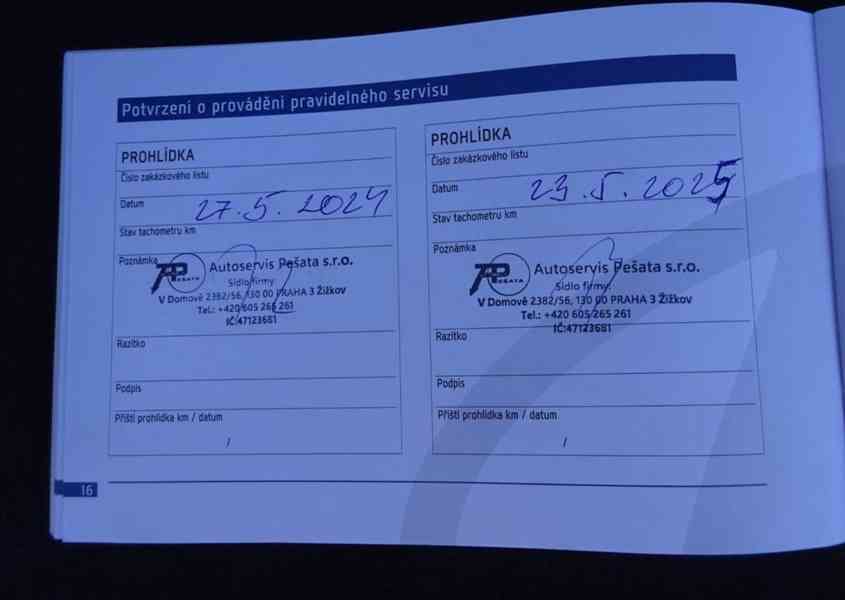 Potvrzení o provádění pravidelného servisu
PROHLÍDKA
Číslo zakázkového listu
Datum 27.5.2024
Stav tachometru km
Poznámka
PEŠATA
Autoservis Pešata s.r.o.
Sídlo firmy:
V Domově 2382/56, 130 00 PRAHA 3 Žižkov
Tel.: +420 605 265 261
IČ:47123681
Razítko
Podpis
Příští prohlídka km / datum
/
PROHLÍDKA
Číslo zakázkového listu
Datum 23.5.2025
Stav tachometru km
Poznámka
PEŠATA
Autoservis Pešata s.r.o.
Sídlo firmy:
V Domově 2382/56, 130 00 PRAHA 3 Žižkov
Tel.: +420 605 265 261
IČ:47123681
Razítko
Podpis
Příští prohlídka km / datum
/
16